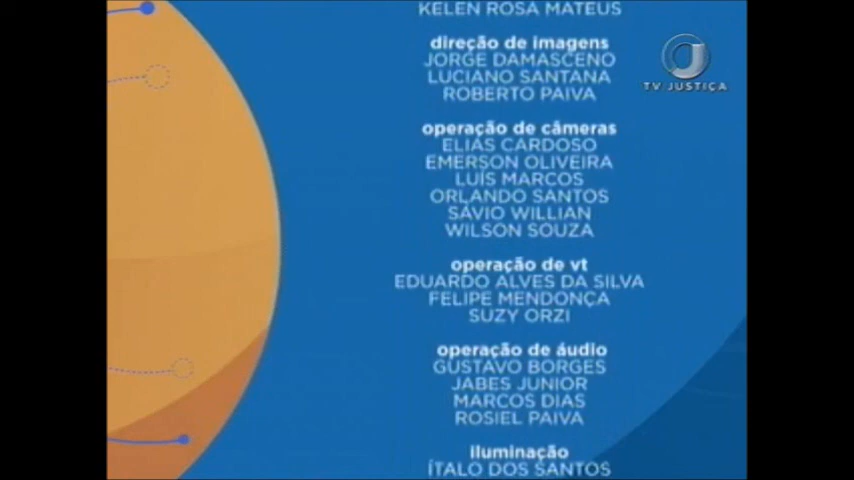 KELEN ROSA MATEUS
direção de imagens
JORGE DAMASCENO
LUCIANO SANTANA
ROBERTO PAIVA
TV JUSTIÇA
operação de câmeras
ELIAS CARDOSO
EMERSON OLIVEIRA
LUÍS MARCOS
ORLANDO SANTOS
SÁVIO WILLIAN
WILSON SOUZA
operação de vt
EDUARDO ALVES DA SILVA
FELIPE MENDONÇA
SUZY ORZI
operação de áudio
GUSTAVO BORGES
JABES JUNIOR
MARCOS DIAS
ROSIEL PAIVA
iluminação
ÍTALO DOS SANTOS